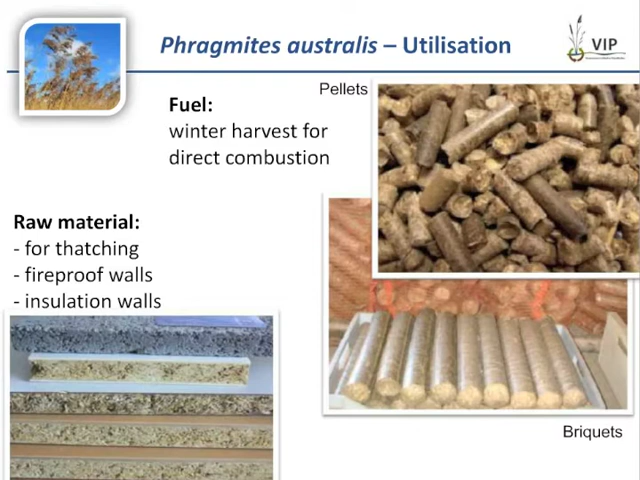 Phragmites australis – Utilisation
VIP
Pellets
Fuel:
winter harvest for
direct combustion
Raw material:
- for thatching
- fireproof walls
- insulation walls
Briquets